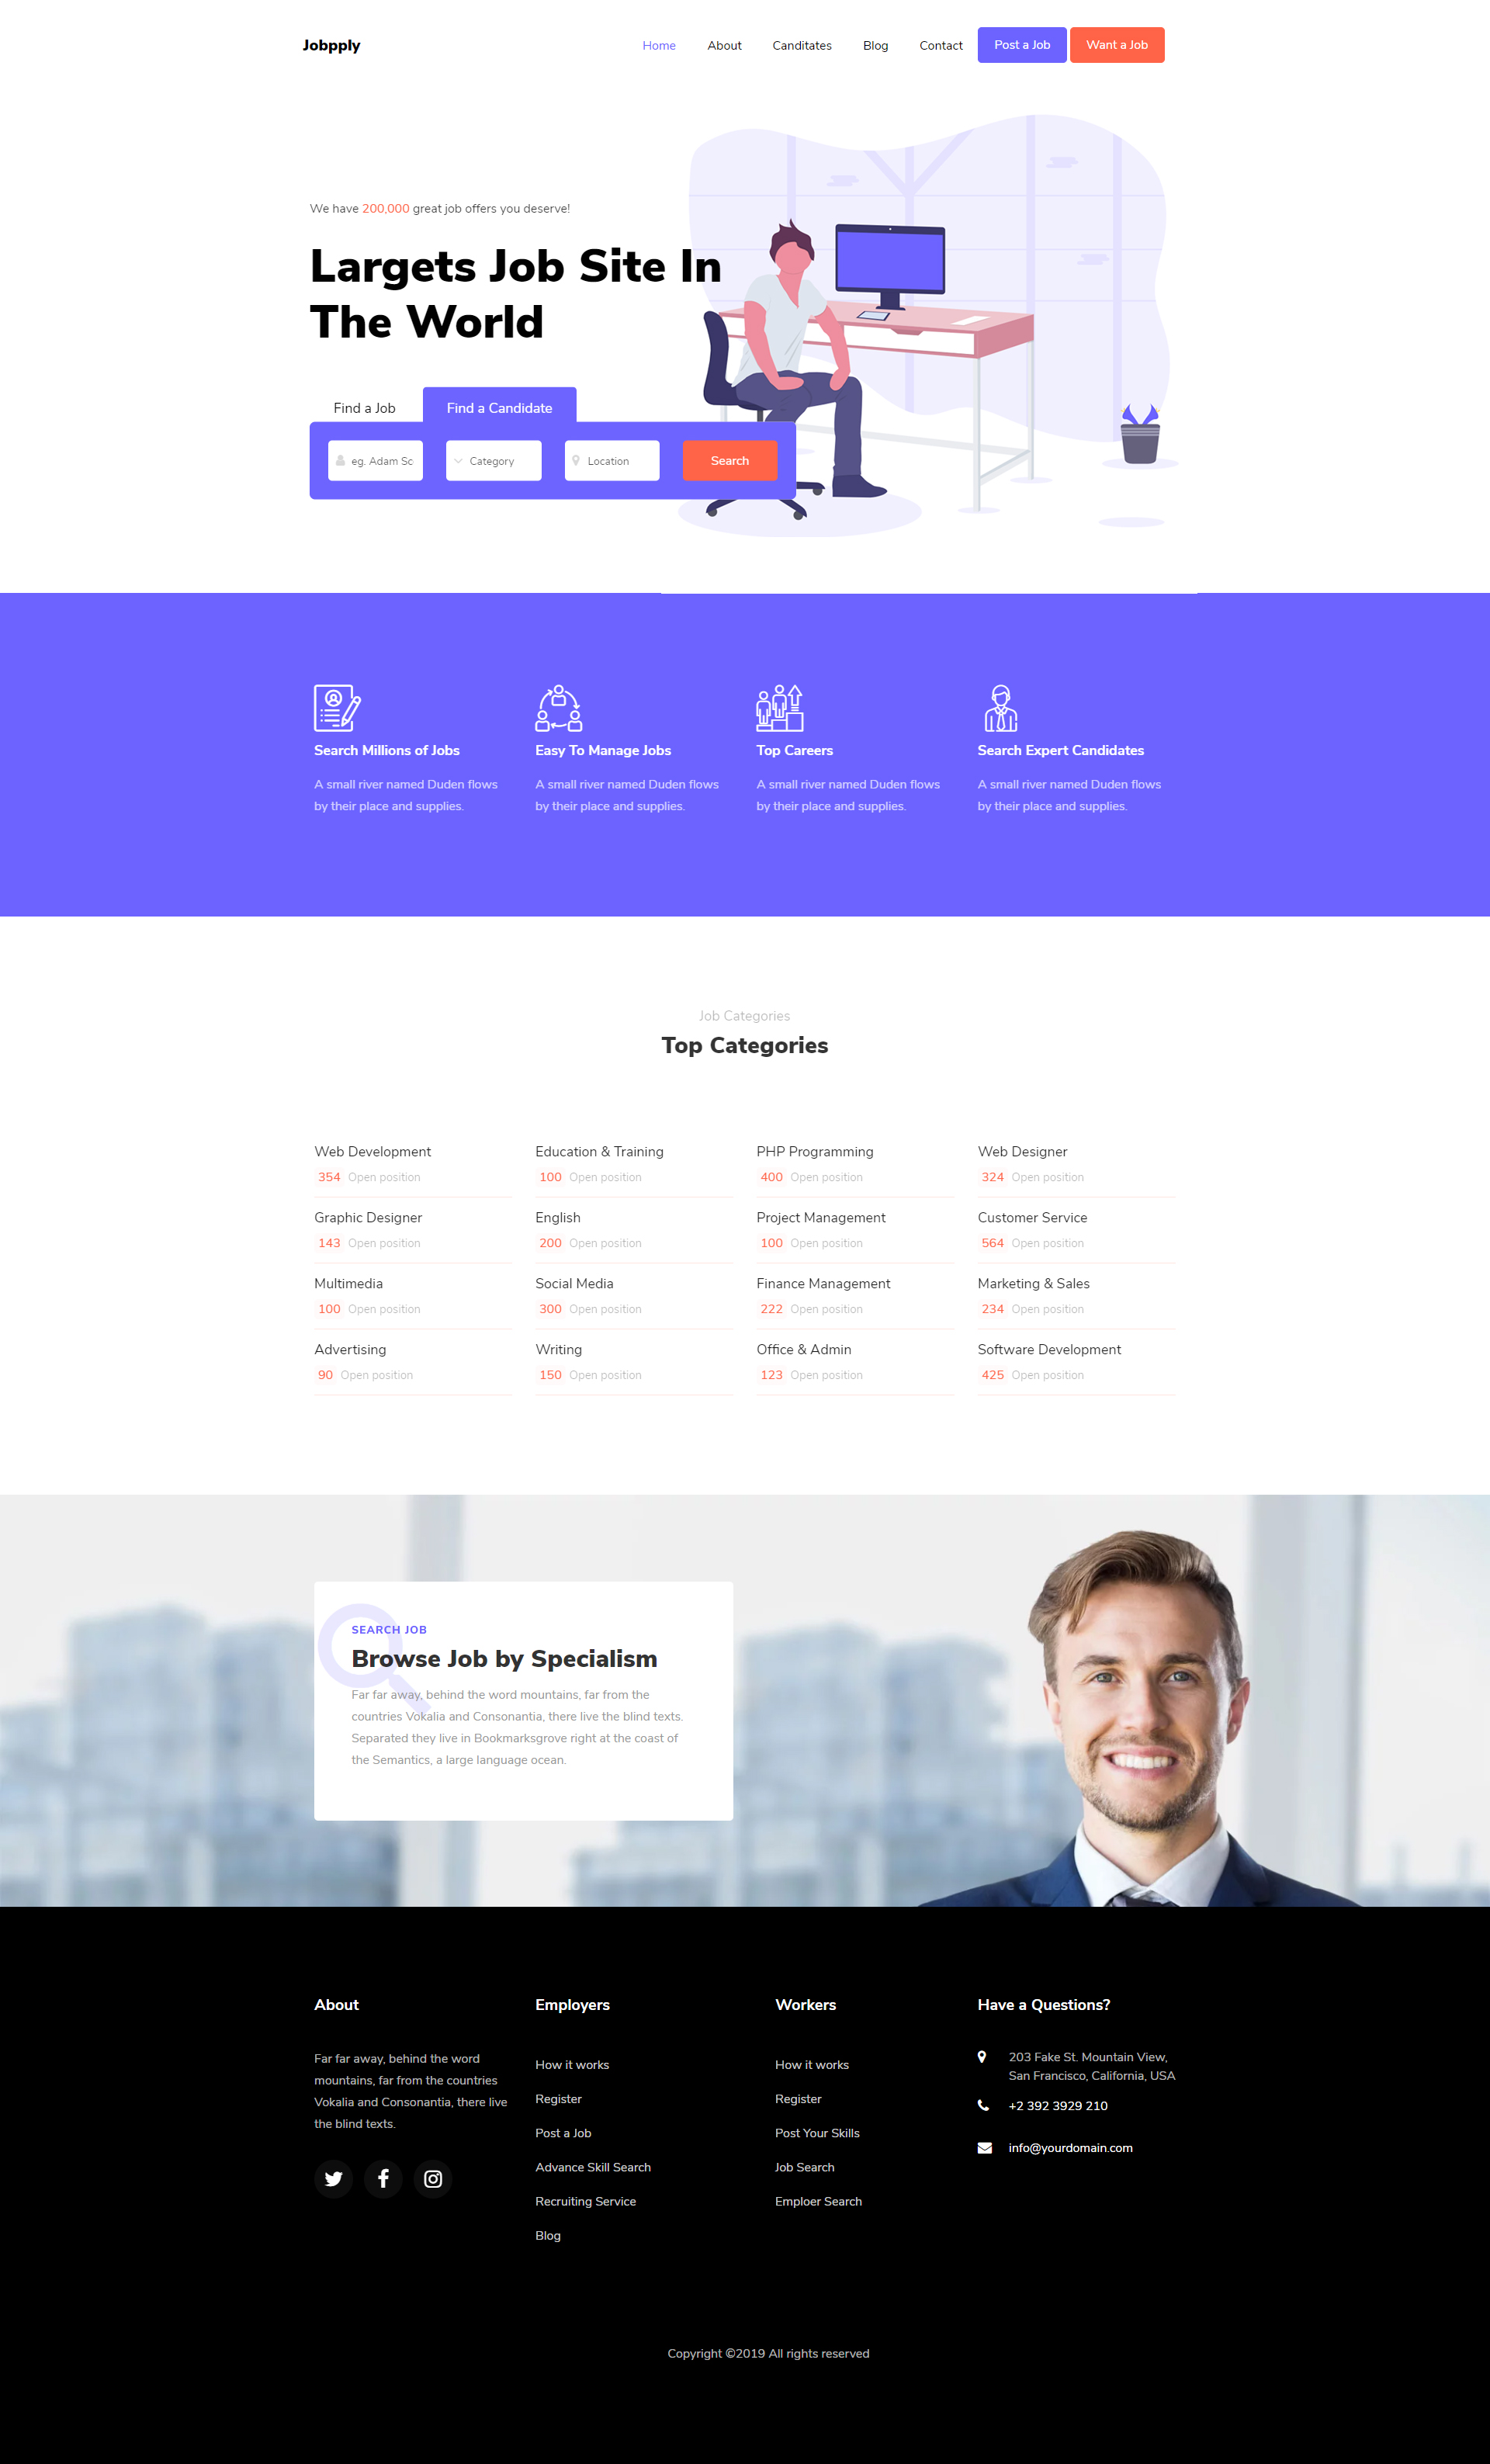 Jobpply
Home About Canditates Blog Contact Post a Job Want a Job
We have 200,000 great job offers you deserve!
Largets Job Site In
The World
Find a Job Find a Candidate
eg. Adam Sc Category Location Search
Search Millions of Jobs
A small river named Duden flows
by their place and supplies.
Easy To Manage Jobs
A small river named Duden flows
by their place and supplies.
Top Careers
A small river named Duden flows
by their place and supplies.
Search Expert Candidates
A small river named Duden flows
by their place and supplies.
Job Categories
Top Categories
Web Development
354 Open position
Graphic Designer
143 Open position
Multimedia
100 Open position
Advertising
90 Open position
Education & Training
100 Open position
English
200 Open position
Social Media
300 Open position
Writing
150 Open position
PHP Programming
400 Open position
Project Management
100 Open position
Finance Management
222 Open position
Office & Admin
123 Open position
Web Designer
324 Open position
Customer Service
564 Open position
Marketing & Sales
234 Open position
Software Development
425 Open position
SEARCH JOB
Browse Job by Specialism
Far far away, behind the word mountains, far from the
countries Vokalia and Consonantia, there live the blind texts.
Separated they live in Bookmarksgrove right at the coast of
the Semantics, a large language ocean.
About
Far far away, behind the word
mountains, far from the countries
Vokalia and Consonantia, there live
the blind texts.
Employers
How it works
Register
Post a Job
Advance Skill Search
Recruiting Service
Blog
Workers
How it works
Register
Post Your Skills
Job Search
Emploer Search
Have a Questions?
203 Fake St. Mountain View,
San Francisco, California, USA
+2 392 3929 210
info@yourdomain.com
Copyright ©2019 All rights reserved